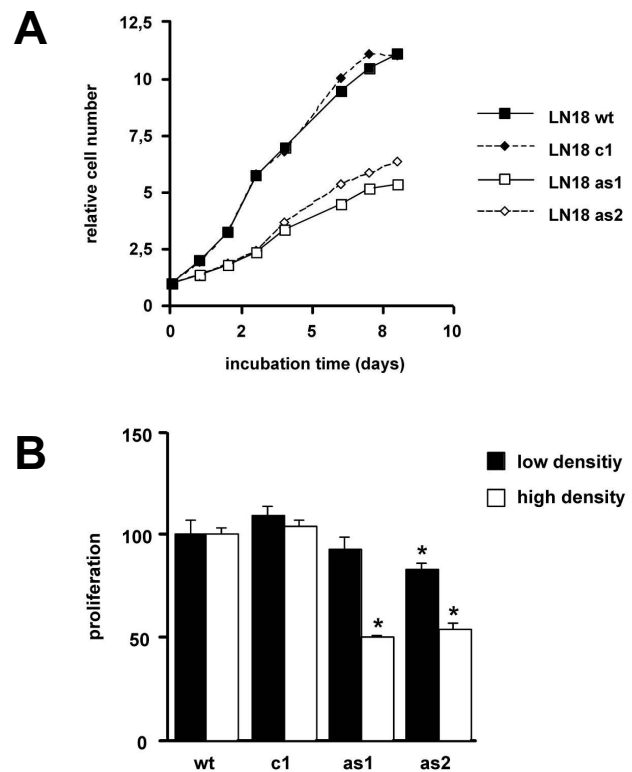 A
relative cell number
12,5
10
7,5
5
2,5
0
0
2
5
8
10
incubation time (days)
LN18 wt
LN18 c1
LN18 as1
LN18 as2
B
proliferation
150
100
50
0
*
*
*
wt
c1
as1
as2
low densitiy
high density